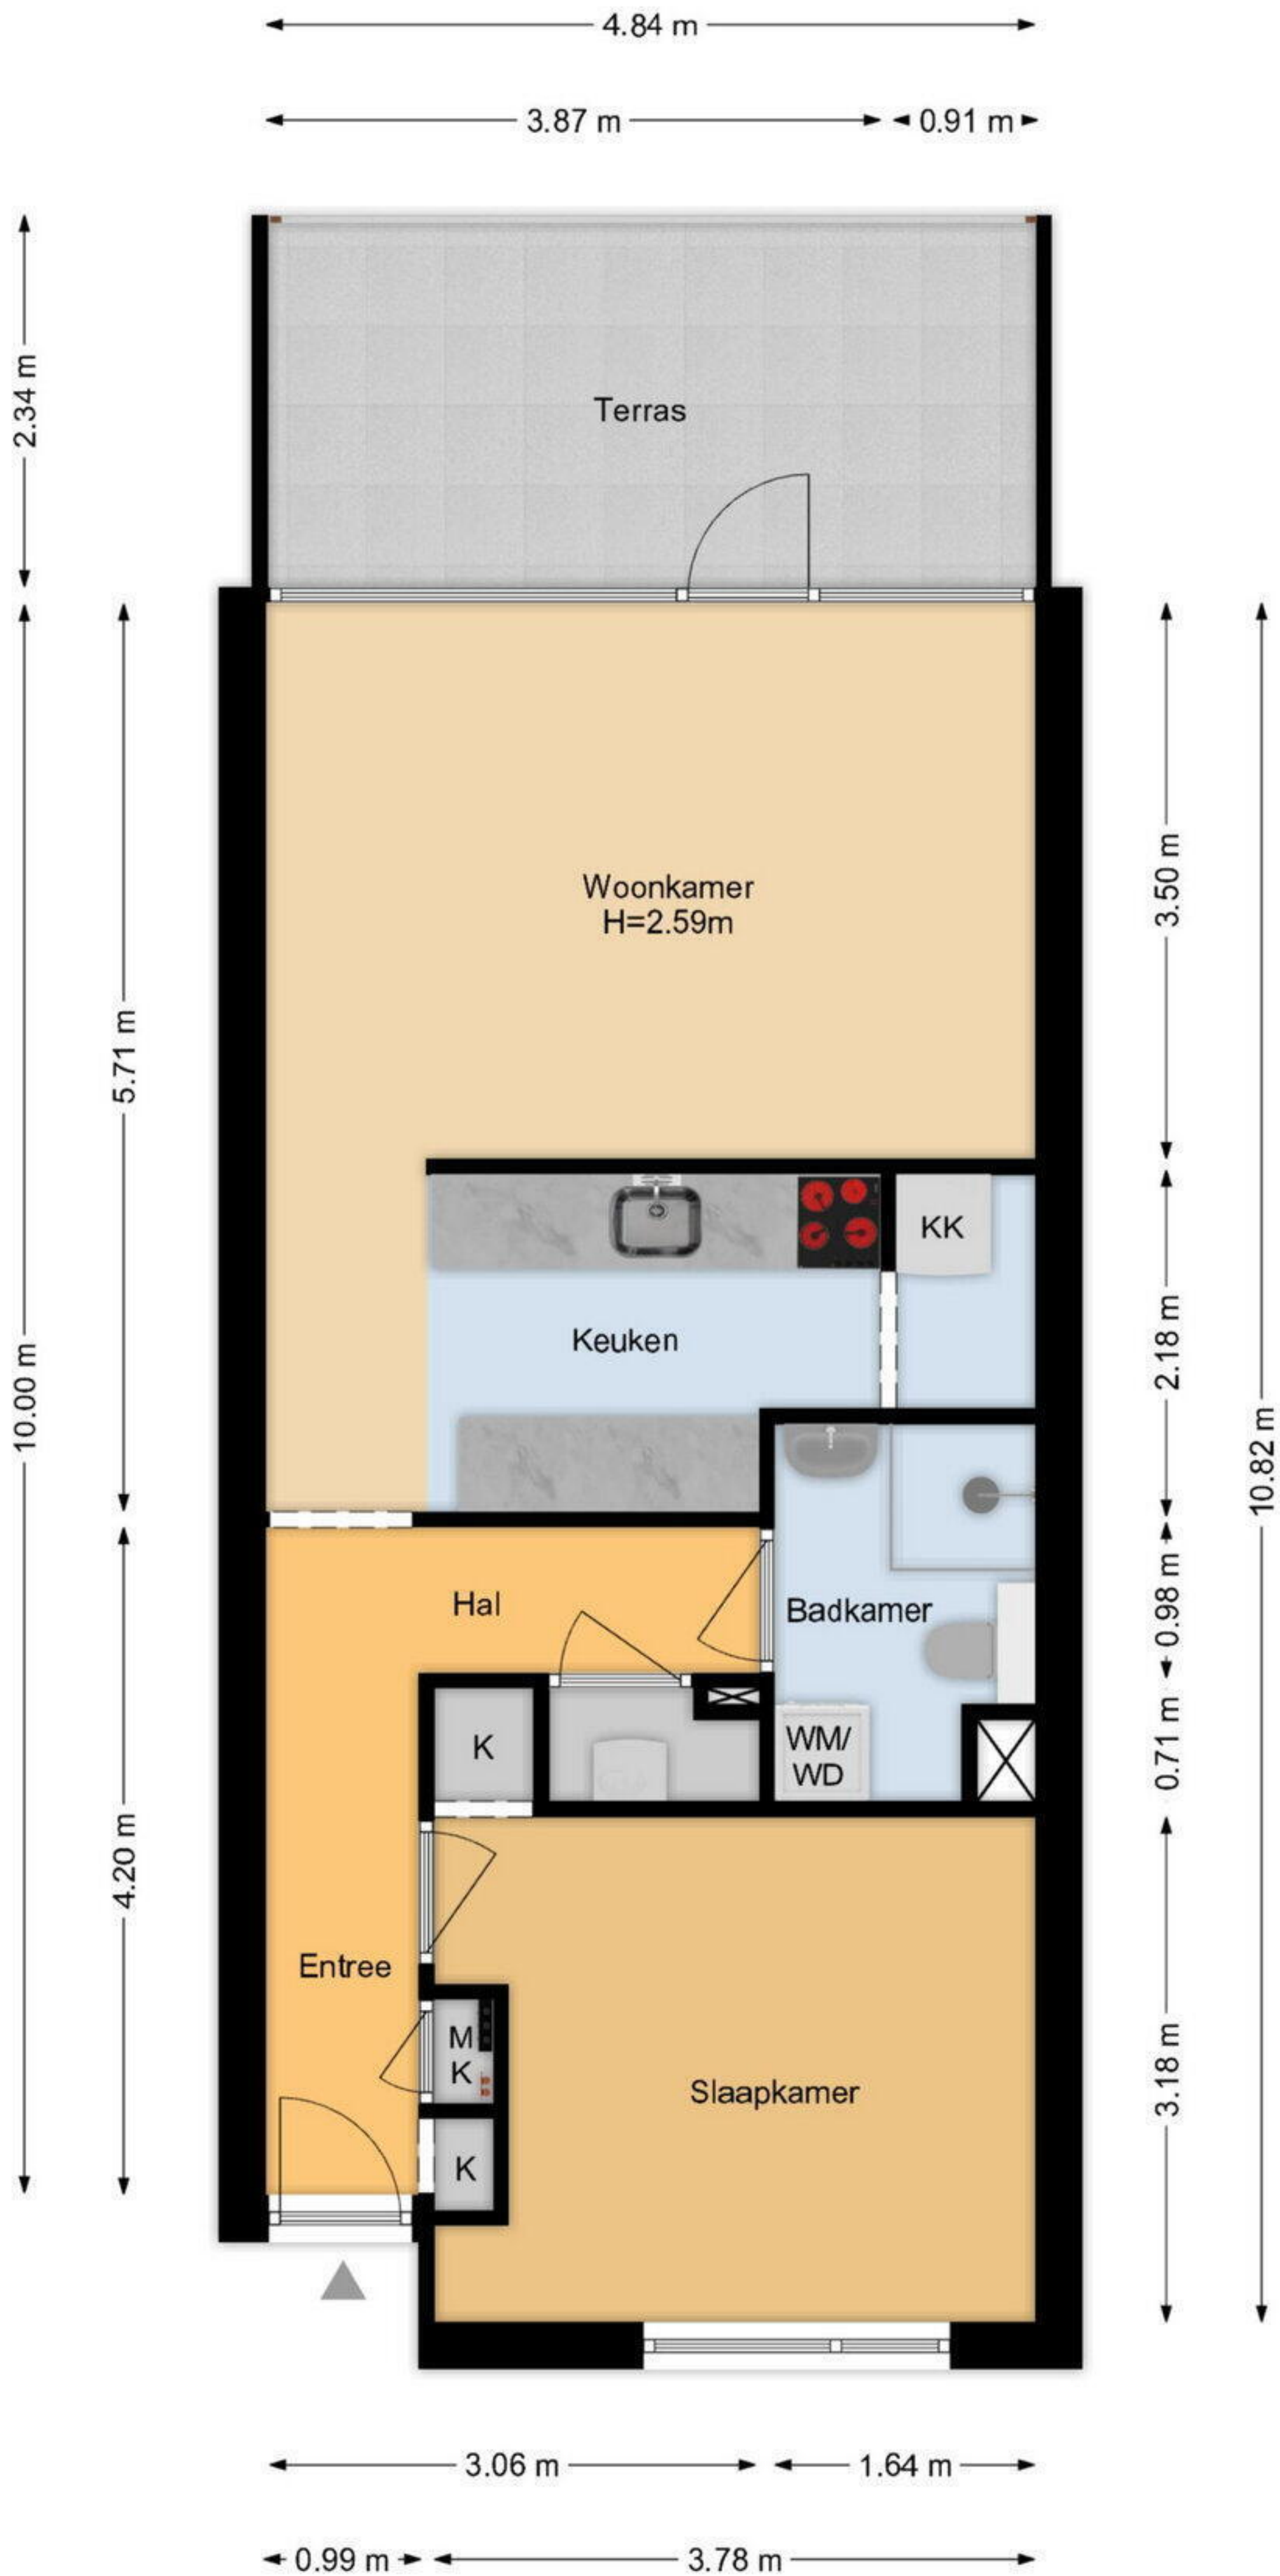 4.84 m
3.87 m
0.91 m
2.34 m
Terras
Woonkamer
H=2.59m
3.50 m
5.71 m
KK
Keuken
2.18 m
10.00 m
10.82 m
Hal
Badkamer
0.98 m
K
WM/
WD
0.71 m
4.20 m
Entree
M
K
Slaapkamer
3.18 m
K
3.06 m
1.64 m
0.99 m
3.78 m